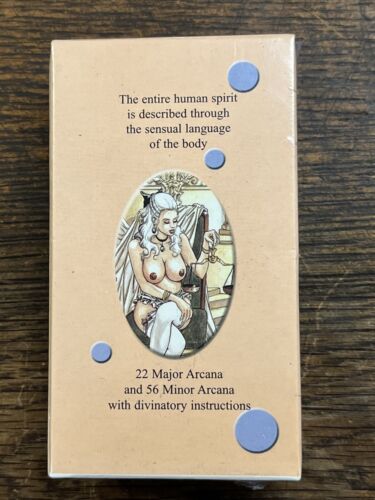 The entire human spirit
is described through
the sensual language
of the body
22 Major Arcana
and 56 Minor Arcana
with divinatory instructions